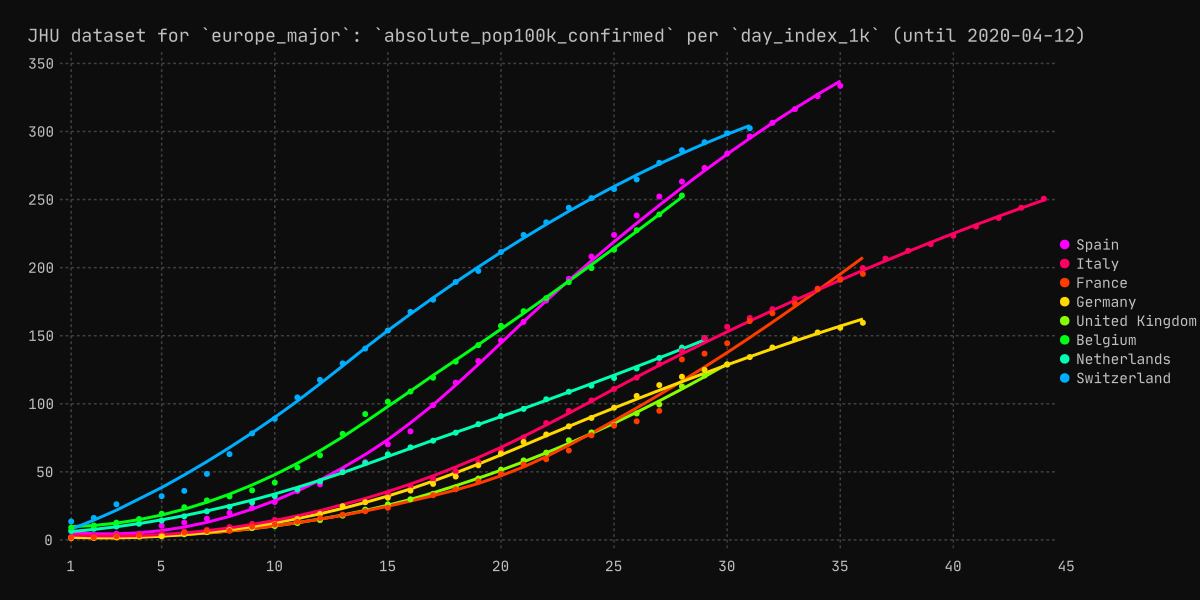 JHU dataset for `europe_major`: `absolute_pop100k_confirmed` per `day_index_1k` (until 2020-04-12)
350
300
250
200
150
100
50
0
1 5 10 15 20 25 30 35 40 45
Spain
Italy
France
Germany
United Kingdom
Belgium
Netherlands
Switzerland